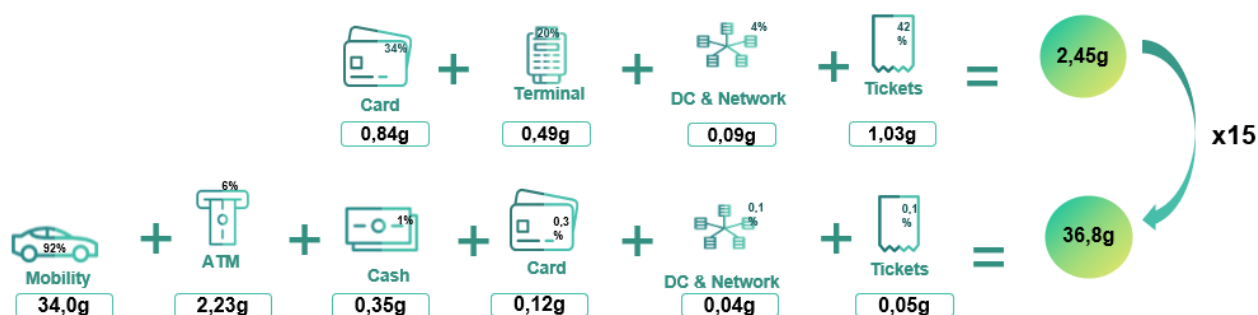 34%
20%
4%
42
%
Card
Terminal
DC & Network
Tickets
2,45g
0,84g
0,49g
0,09g
1,03g
x15
92%
6%
1%
0,3
%
0,1
%
0,1
%
Mobility
ATM
Cash
Card
DC & Network
Tickets
36,8g
34,0g
2,23g
0,35g
0,12g
0,04g
0,05g